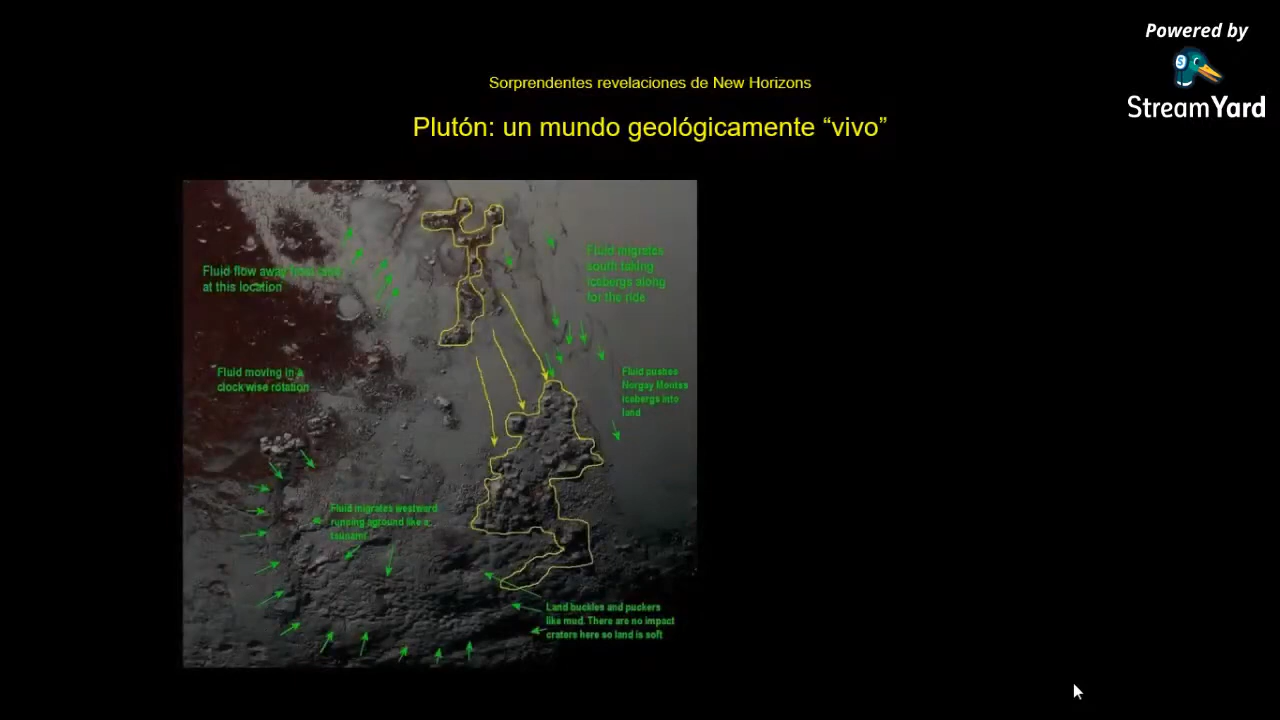 Powered by
StreamYard
Sorprendentes revelaciones de New Horizons
Plutón: un mundo geológicamente “vivo”
Fluid flow away from
at this location
Fluid migrates
south taking
icebergs along
for the ride
Fluid moving in a
clock wise rotation
Fluid pushes
Norgay Montes
icebergs into
land
Fluid migrates westward
running aground like a
tsunami
Land buckles and puckers
like mud. There are no impact
craters here so land is soft